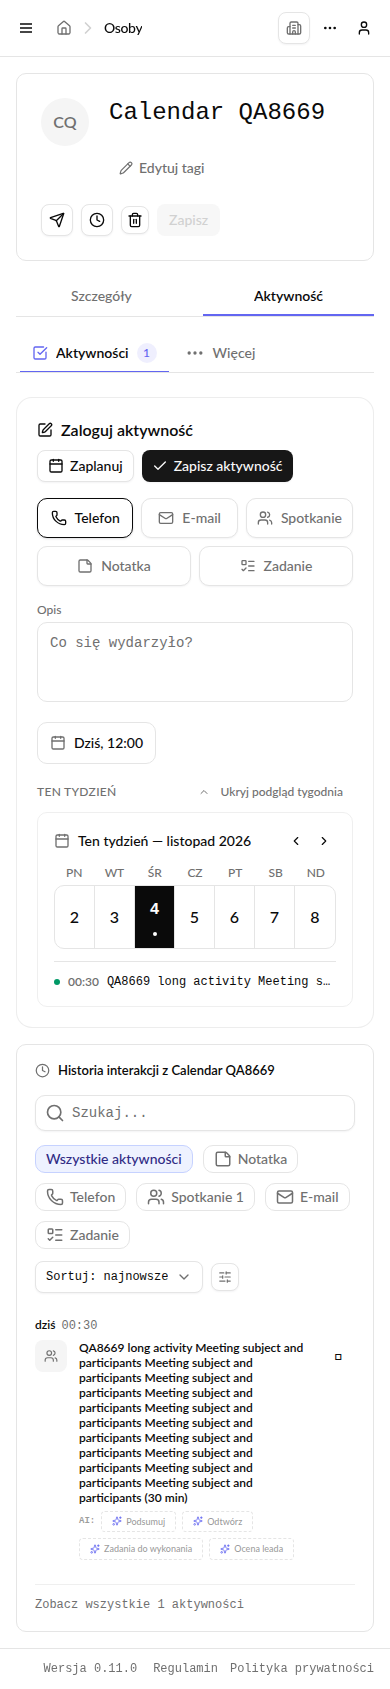 Osoby
CQ
Calendar QA8669
Edytuj tagi
Zapisz
Szczegóły
Aktywność
Aktywności 1
Więcej
Zaloguj aktywność
Zaplanuj
Zapisz aktywność
Telefon
E-mail
Spotkanie
Notatka
Zadanie
Opis
Co się wydarzyło?
Dziś, 12:00
TEN TYDZIEŃ
Ukryj podgląd tygodnia
Ten tydzień — listopad 2026
PN WT ŚR CZ PT SB ND
2 3 4 5 6 7 8
00:30 QA8669 long activity Meeting s…
Historia interakcji z Calendar QA8669
Szukaj...
Wszystkie aktywności
Notatka
Telefon
Spotkanie 1
E-mail
Zadanie
Sortuj: najnowsze
dziś 00:30
QA8669 long activity Meeting subject and
participants Meeting subject and
participants Meeting subject and
participants Meeting subject and
participants Meeting subject and
participants Meeting subject and
participants Meeting subject and
participants Meeting subject and
participants Meeting subject and
participants Meeting subject and
participants (30 min)
AI:
Podsumuj
Odtwórz
Zadania do wykonania
Ocena leada
Zobacz wszystkie 1 aktywności
Wersja 0.11.0 Regulamin Polityka prywatności